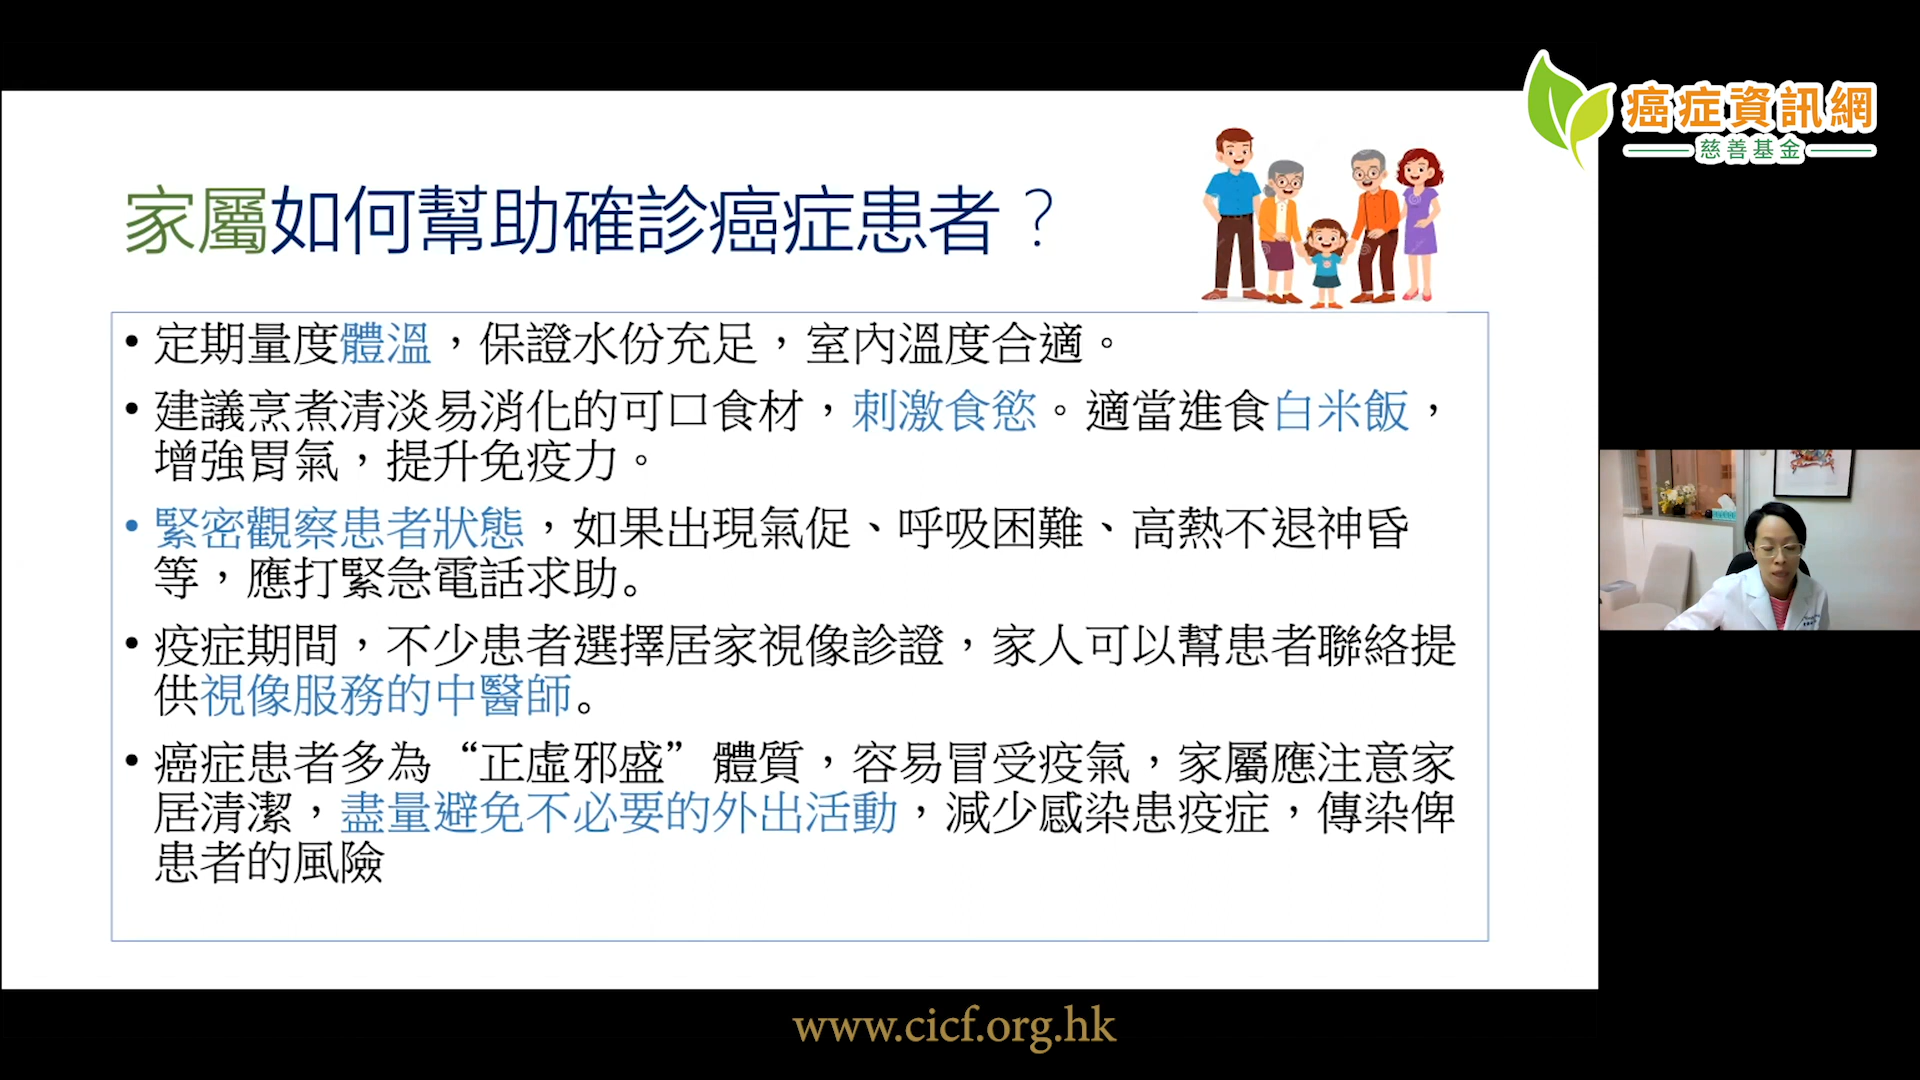 癌症資訊網
慈善基金
家屬如何幫助確診癌症患者？
• 定期量度體溫，保證水份充足，室內溫度合適。
• 建議烹煮清淡易消化的可口食材，刺激食慾。適當進食白米飯，
增強胃氣，提升免疫力。
• 緊密觀察患者狀態，如果出現氣促、呼吸困難、高熱不退神昏
等，應打緊急電話求助。
• 疫症期間，不少患者選擇居家視像診證，家人可以幫患者聯絡提
供視像服務的中醫師。
• 癌症患者多為“正虛邪盛”體質，容易冒受疫氣，家屬應注意家
居清潔，盡量避免不必要的外出活動，減少感染患疫症，傳染俾
患者的風險
www.cicf.org.hk